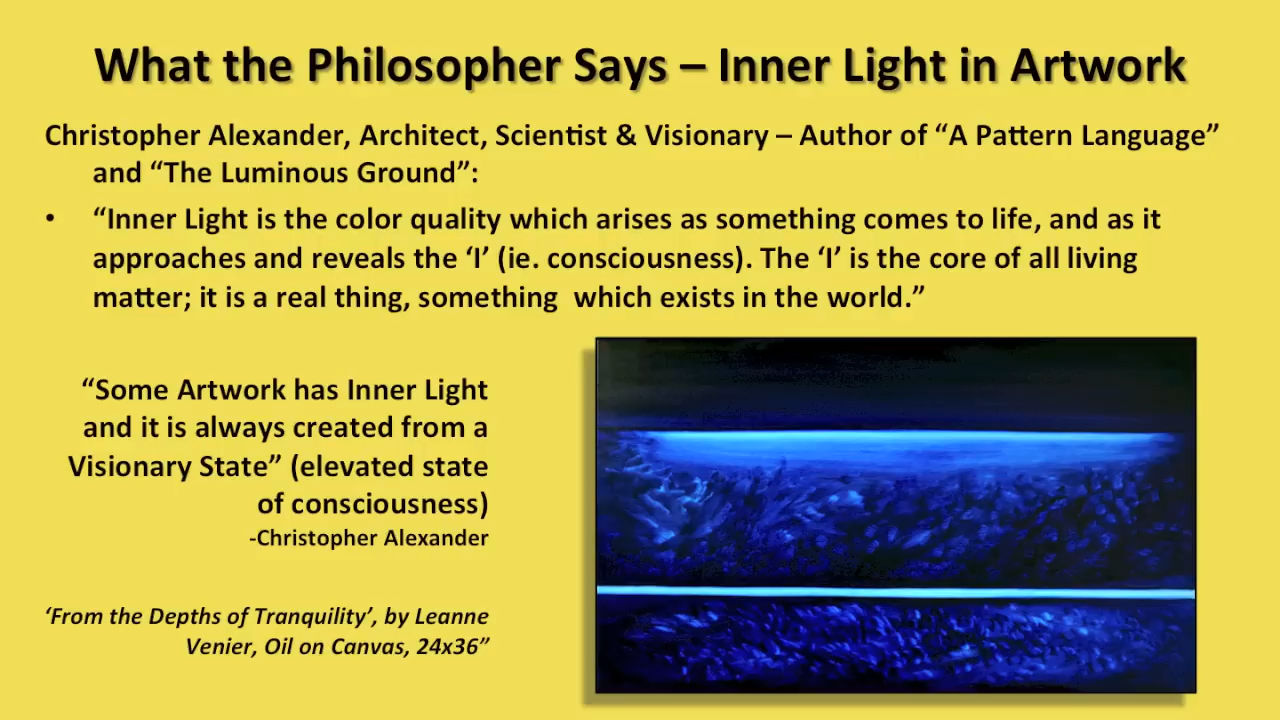 What the Philosopher Says – Inner Light in Artwork
Christopher Alexander, Architect, Scientist & Visionary – Author of “A Pattern Language”
and “The Luminous Ground”:
• “Inner Light is the color quality which arises as something comes to life, and as it
approaches and reveals the ‘I’ (ie. consciousness). The ‘I’ is the core of all living
matter; it is a real thing, something  which exists in the world.”
“Some Artwork has Inner Light
and it is always created from a
Visionary State” (elevated state
of consciousness)
-Christopher Alexander
‘From the Depths of Tranquility’, by Leanne
Venier, Oil on Canvas, 24x36”